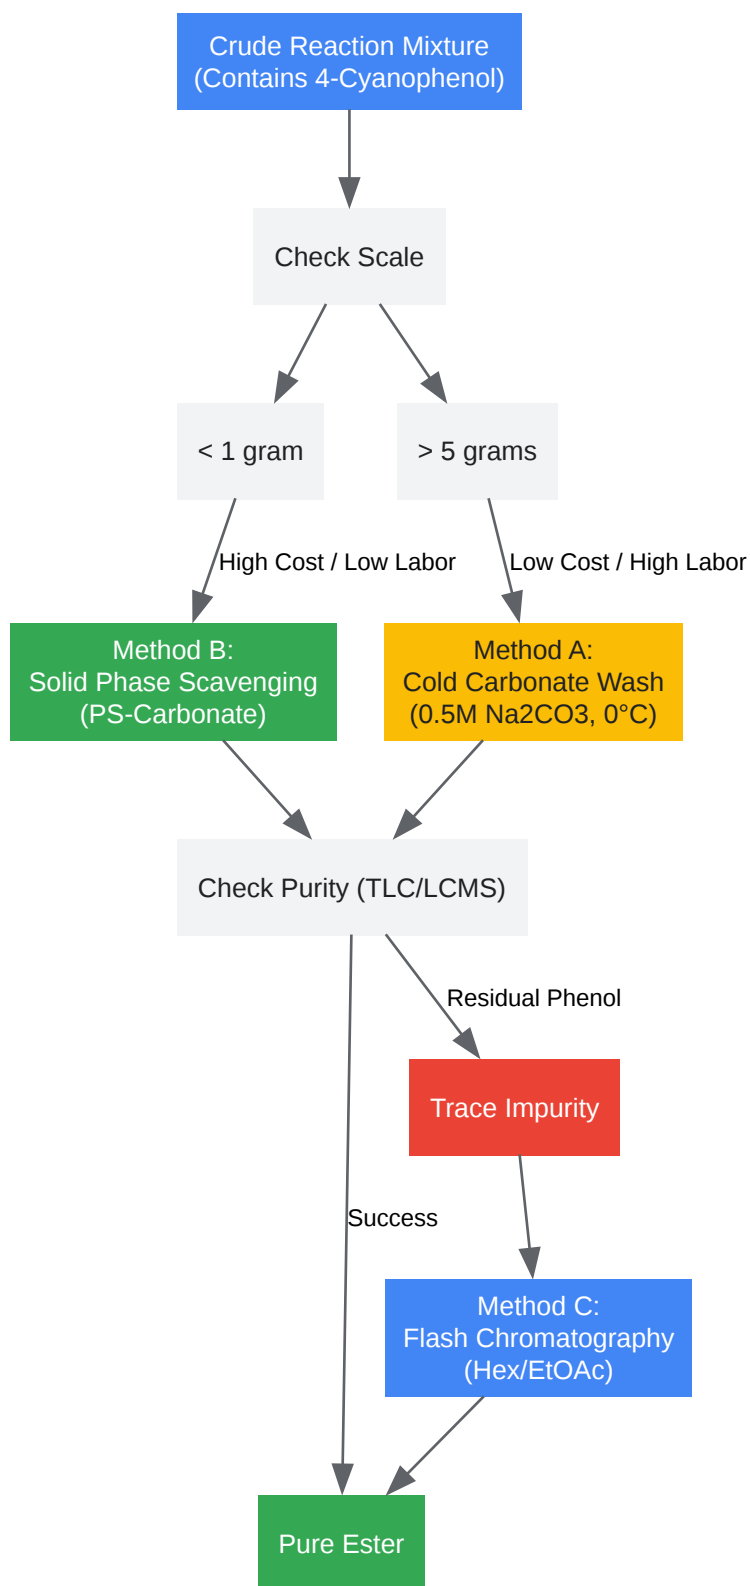 Crude Reaction Mixture
(Contains 4-Cyanophenol)
Check Scale
< 1 gram
> 5 grams
High Cost / Low Labor
Low Cost / High Labor
Method B:
Solid Phase Scavenging
(PS-Carbonate)
Method A:
Cold Carbonate Wash
(0.5M Na2CO3, 0°C)
Check Purity (TLC/LCMS)
Residual Phenol
Trace Impurity
Success
Method C:
Flash Chromatography
(Hex/EtOAc)
Pure Ester